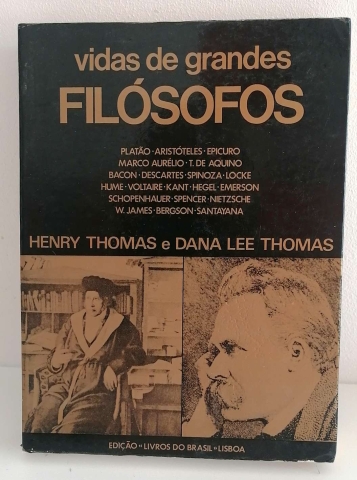 vidas de grandes
FILÓSOFOS
PLATÃO · ARISTÓTELES · EPICURO
MARCO AURÉLIO · T. DE AQUINO
BACON · DESCARTES · SPINOZA · LOCKE
HUME · VOLTAIRE · KANT · HEGEL · EMERSON
SCHOPENHAUER · SPENCER · NIETZSCHE
W. JAMES · BERGSON · SANTAYANA
HENRY THOMAS e DANA LEE THOMAS
EDIÇÃO «LIVROS DO BRASIL» LISBOA